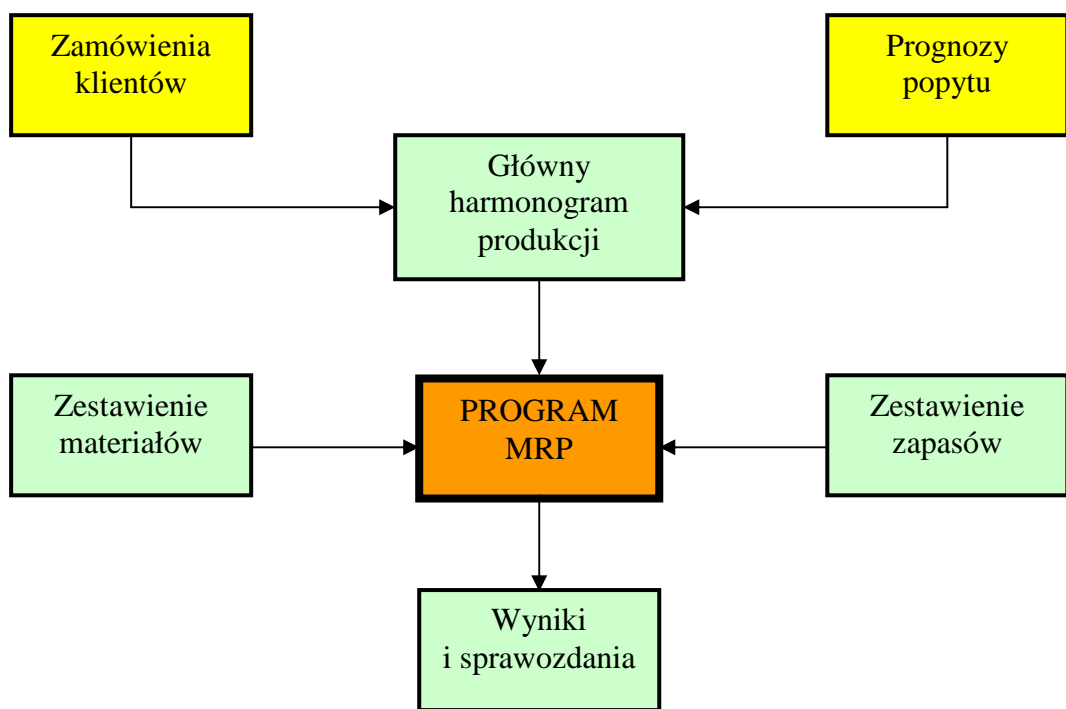 Zamówienia
klientów
Prognozy
popytu
Główny
harmonogram
produkcji
Zestawienie
materiałów
PROGRAM
MRP
Zestawienie
zapasów
Wyniki
i sprawozdania